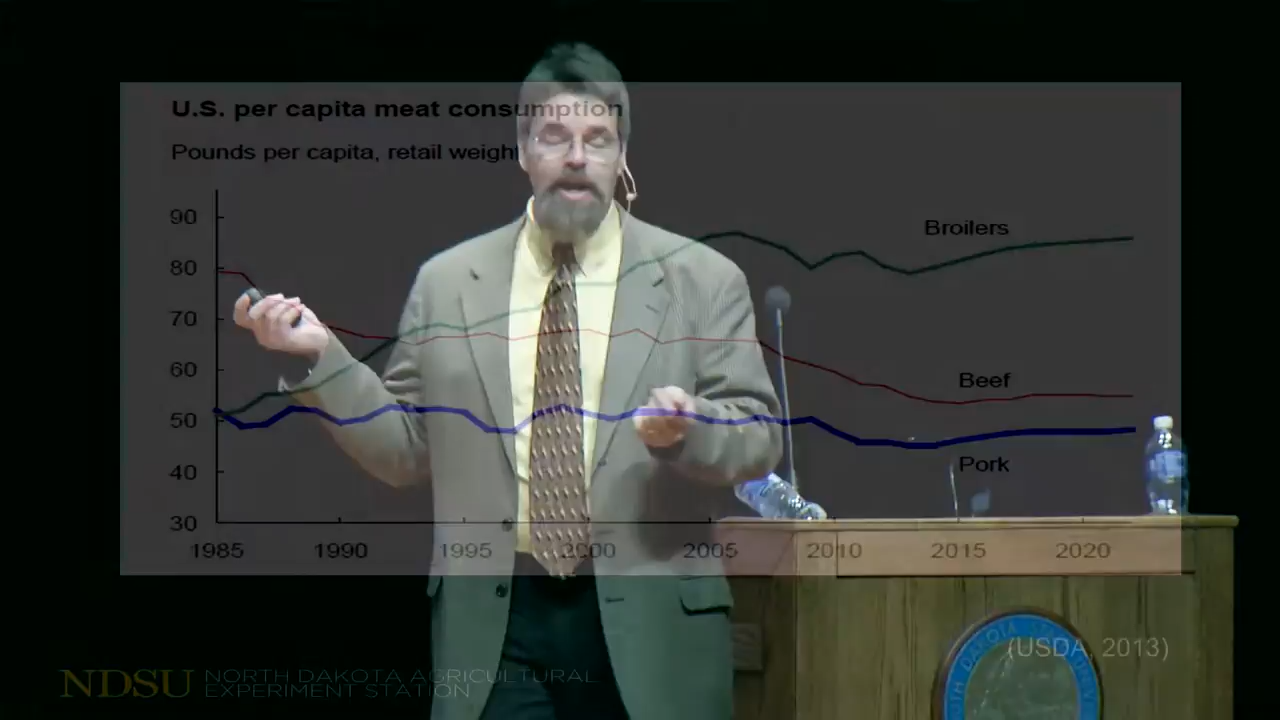 U.S. per capita meat consumption
Pounds per capita, retail weight
90
80
70
60
50
40
30
Broilers
Beef
Pork
1985 1990 1995 2000 2005 2010 2015 2020
(USDA, 2013)
NDSU NORTH DAKOTA AGRICULTURAL
EXPERIMENT STATION